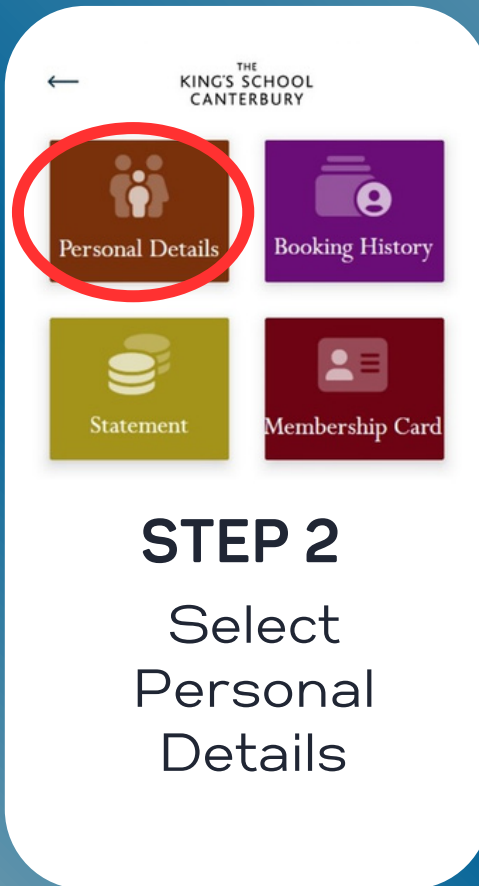 THE
KING'S SCHOOL
CANTERBURY
Personal Details
Booking History
Statement
Membership Card
STEP 2
Select
Personal
Details